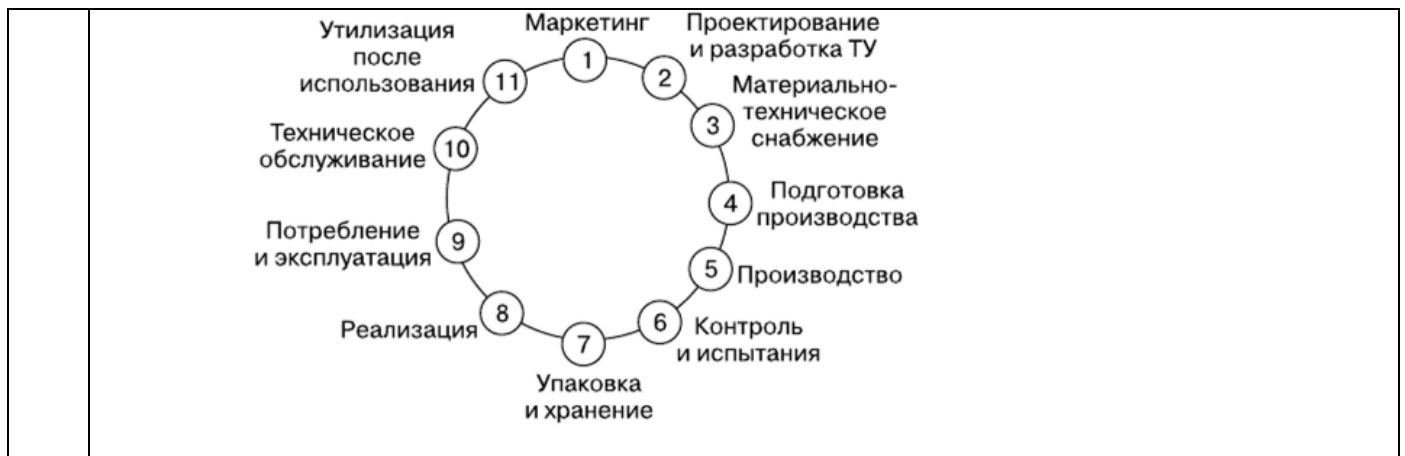 Маркетинг
1
Проектирование
и разработка ТУ
2
Материально-
техническое
снабжение
3
Подготовка
производства
4
Производство
5
Контроль
и испытания
6
Упаковка
и хранение
7
Реализация
8
Потребление
и эксплуатация
9
Техническое
обслуживание
10
Утилизация
после
использования
11